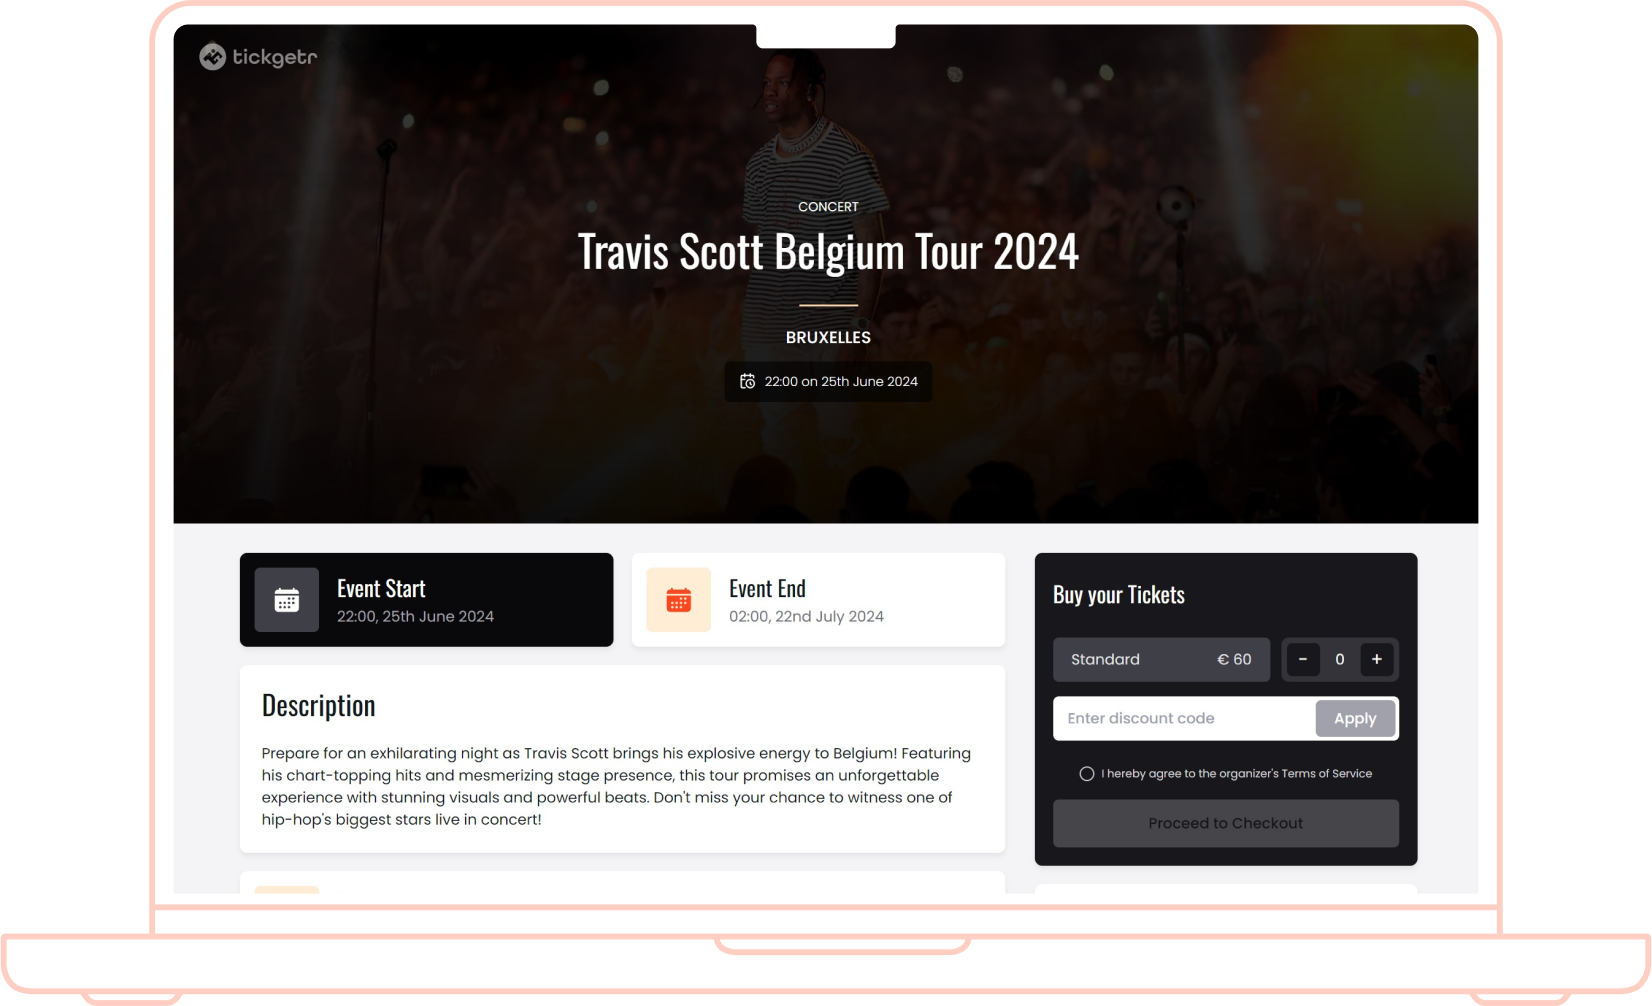 tickgetr
CONCERT
Travis Scott Belgium Tour 2024
BRUXELLES
22:00 on 25th June 2024
Event Start
22:00, 25th June 2024
Event End
02:00, 22nd July 2024
Description
Prepare for an exhilarating night as Travis Scott brings his explosive energy to Belgium! Featuring
his chart-topping hits and mesmerizing stage presence, this tour promises an unforgettable
experience with stunning visuals and powerful beats. Don't miss your chance to witness one of
hip-hop's biggest stars live in concert!
Buy your Tickets
Standard € 60 - 0 +
Enter discount code Apply
I hereby agree to the organizer's Terms of Service
Proceed to Checkout